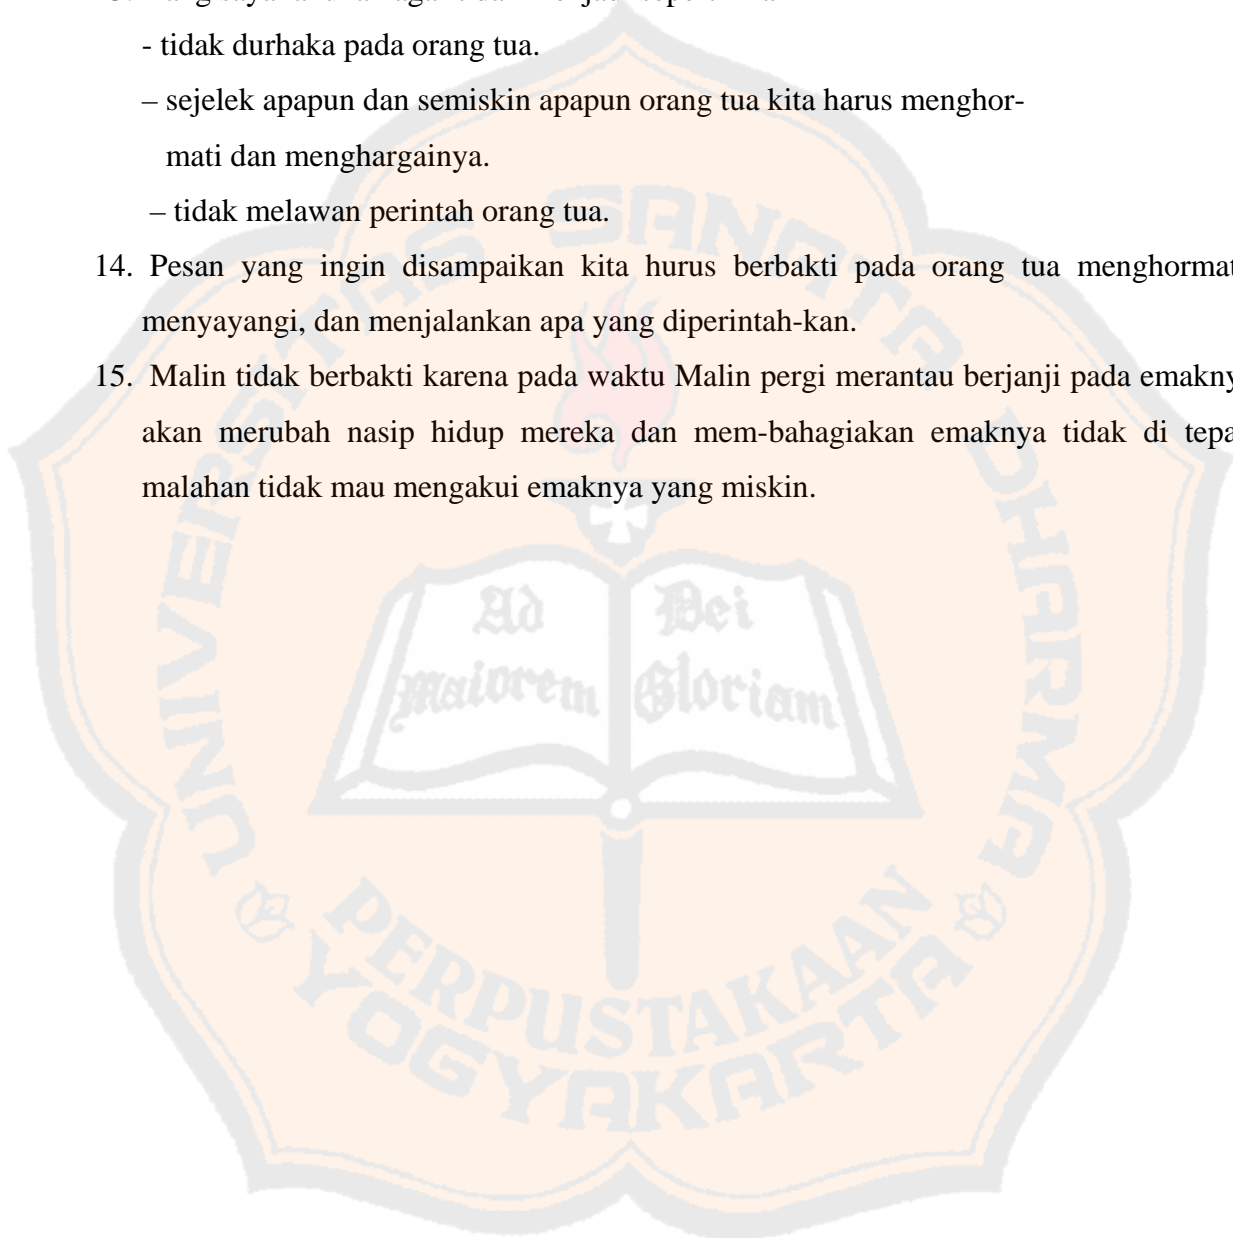 - tidak durhaka pada orang tua.
– sejelek apapun dan semiskin apapun orang tua kita harus menghor-
mati dan menghargainya.
– tidak melawan perintah orang tua.
14. Pesan yang ingin disampaikan kita hurus berbakti pada orang tua menghormat
menyayangi, dan menjalankan apa yang diperintah-kan.
15. Malin tidak berbakti karena pada waktu Malin pergi merantau berjanji pada emakny
akan merubah nasip hidup mereka dan mem-bahagiakan emaknya tidak di tepa
malahan tidak mau mengakui emaknya yang miskin.
UNIVERSITAS SANATA DHARMA
Ad Dei
maiorem Gloriam
PERPUSTAKAAN
YOGYAKARTA